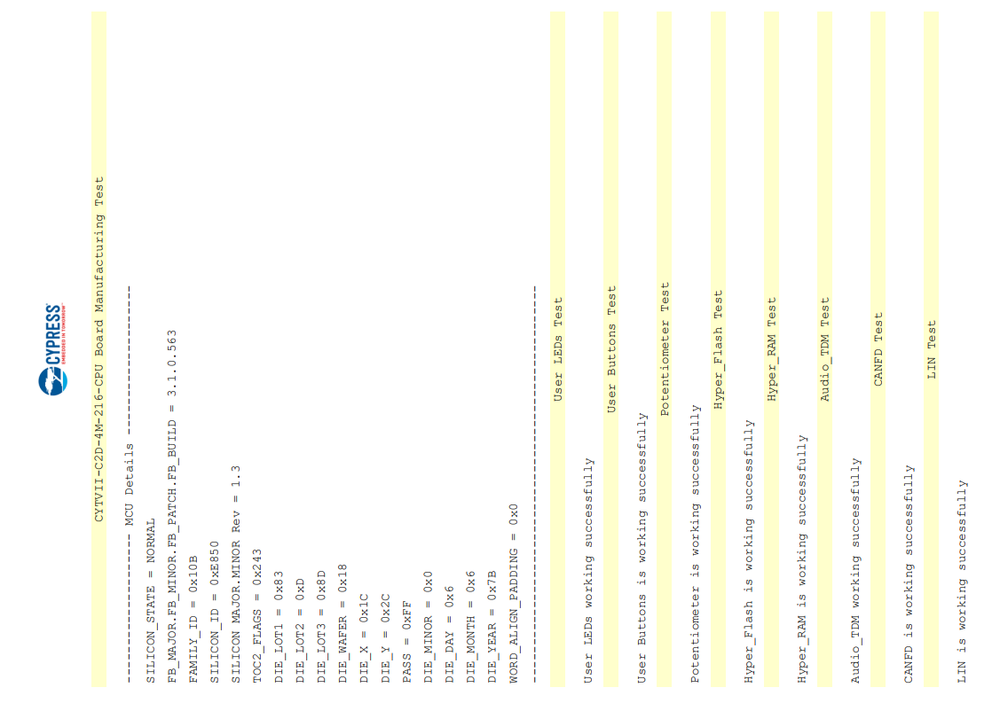 CYPRESS
EMBEDDED IN TOMORROW™
CYTVII-C2D-4M-216-CPU Board Manufacturing Test
-------------------- MCU Details --------------------
SILICON_STATE = NORMAL
FB_MAJOR.FB_MINOR.FB_PATCH.FB_BUILD = 3.1.0.563
FAMILY_ID = 0x10B
SILICON_ID = 0xE850
SILICON MAJOR.MINOR Rev = 1.3
TOC2_FLAGS = 0x243
DIE_LOT1 = 0x83
DIE_LOT2 = 0xD
DIE_LOT3 = 0x8D
DIE_WAFER = 0x18
DIE_X = 0x1C
DIE_Y = 0x2C
PASS = 0xFF
DIE_MINOR = 0x0
DIE_DAY = 0x6
DIE_MONTH = 0x6
DIE_YEAR = 0x7B
WORD_ALIGN_PADDING = 0x0
-----------------------------------------------------
User LEDs Test
User LEDs working successfully
User Buttons Test
User Buttons is working successfully
Potentiometer Test
Potentiometer is working successfully
Hyper_Flash Test
Hyper_Flash is working successfully
Hyper_RAM Test
Hyper_RAM is working successfully
Audio_TDM Test
Audio_TDM working successfully
CANFD Test
CANFD is working successfully
LIN Test
LIN is working successfully